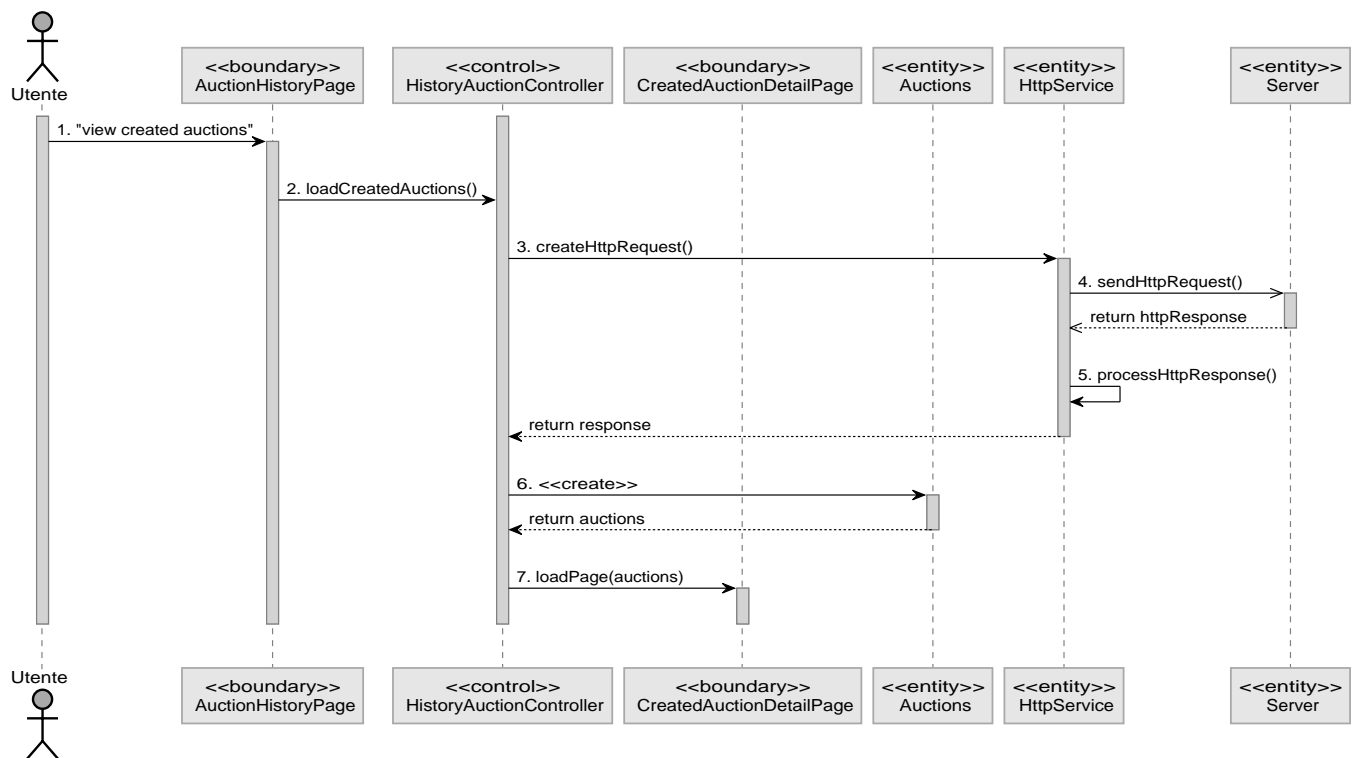 Utente
<<boundary>>
AuctionHistoryPage
<<control>>
HistoryAuctionController
<<boundary>>
CreatedAuctionDetailPage
<<entity>>
Auctions
<<entity>>
HttpService
<<entity>>
Server
1. "view created auctions"
2. loadCreatedAuctions()
3. createHttpRequest()
4. sendHttpRequest()
return httpResponse
5. processHttpResponse()
return response
6. <<create>>
return auctions
7. loadPage(auctions)
Utente
<<boundary>>
AuctionHistoryPage
<<control>>
HistoryAuctionController
<<boundary>>
CreatedAuctionDetailPage
<<entity>>
Auctions
<<entity>>
HttpService
<<entity>>
Server